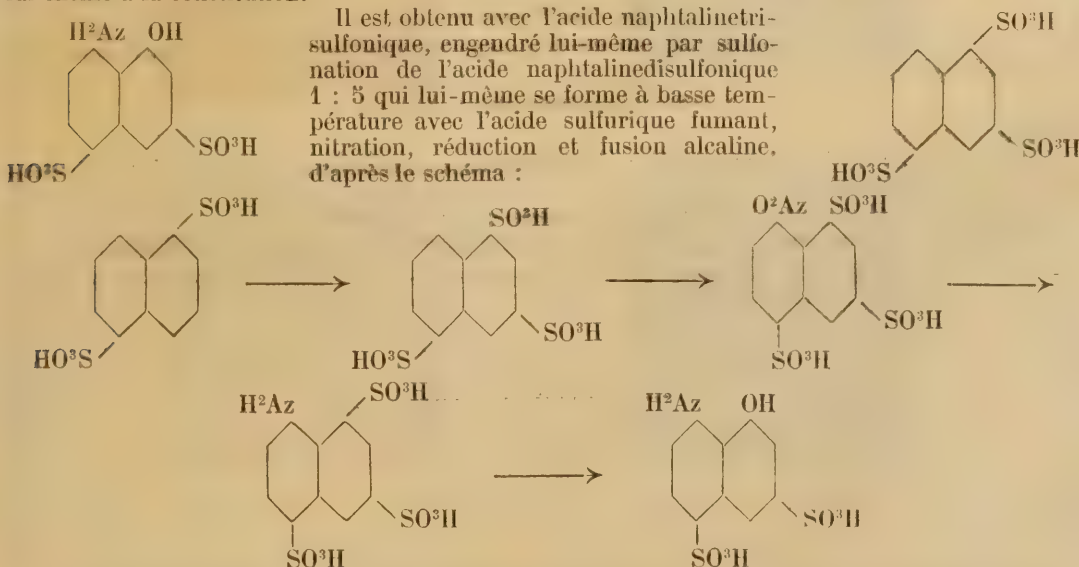 H²Az OH
SO³H
HO³S
Il est obtenu avec l'acide naphtalinetri-
sulfonique, engendré lui-même par sulfo-
nation de l'acide naphtalinedisulfonique
1 : 5 qui lui-même se forme à basse tem-
pérature avec l'acide sulfurique fumant,
nitration, réduction et fusion alcaline,
d'après le schéma :
SO³H
SO³H
HO³S
SO³H
HO³S
SO³H
SO³H
HO³S
O²Az SO³H
SO³H
SO³H
H²Az SO³H
SO³H
SO³H
H²Az OH
SO³H
SO³H